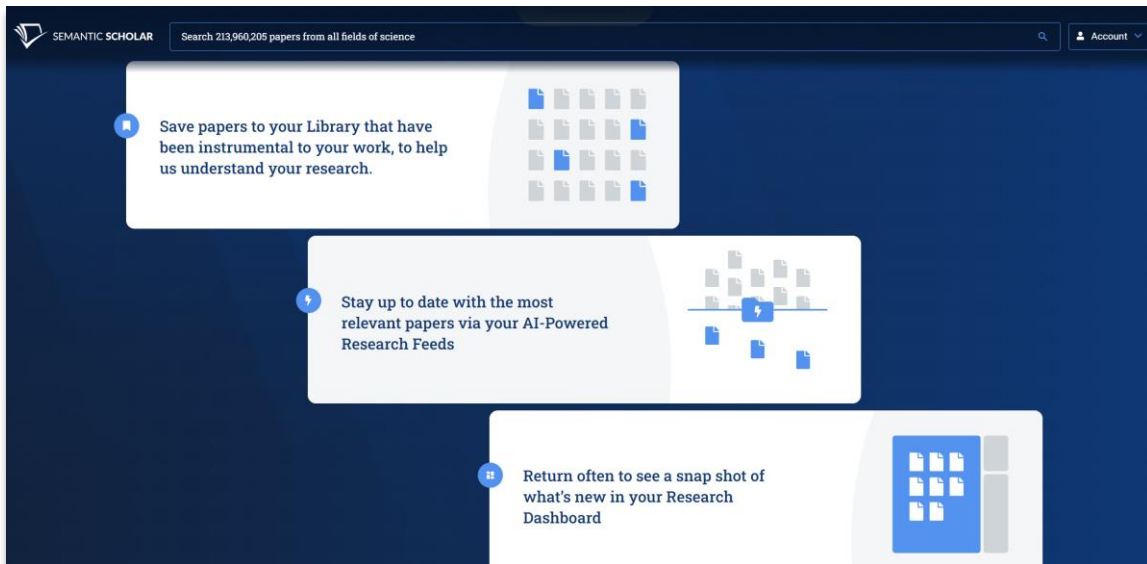 SEMANTIC SCHOLAR
Search 213,960,205 papers from all fields of science
Account
Save papers to your Library that have
been instrumental to your work, to help
us understand your research.
Stay up to date with the most
relevant papers via your AI-Powered
Research Feeds
Return often to see a snap shot of
what's new in your Research
Dashboard